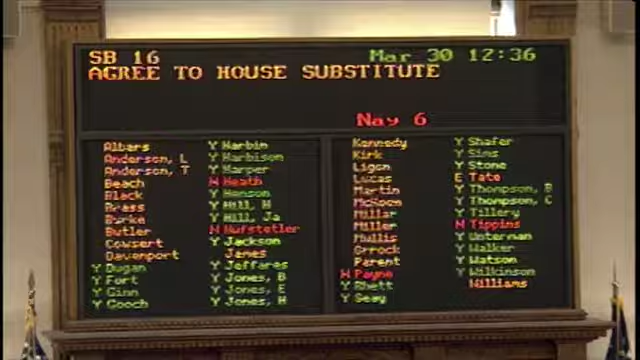 SB 16
Mar 30 12:36
AGREE TO HOUSE SUBSTITUTE
Nay 6
Albers
Anderson, L
Anderson, T
Beach
Black
Brass
Burke
Butler
Cowsert
Davenport
Y Dugan
Y Fort
Y Ginn
Y Gooch
Y Harbin
Y Harbison
Y Harper
N Heath
Y Henson
Y Hill, H
Y Hill, Ja
N Hufstetler
Y Jackson
James
Y Jeffares
Y Jones, B
Y Jones, E
Y Jones, H
Kennedy
Kirk
Ligon
Lucas
Martin
McKoon
Millar
Miller
Mullis
Orrock
Parent
N Payne
Y Rhett
Y Seay
Y Shafer
Y Sims
Y Stone
E Tate
Y Thompson, B
Y Thompson, C
Y Tillery
N Tippins
Y Unterman
Y Walker
Y Watson
Y Wilkinson
Williams